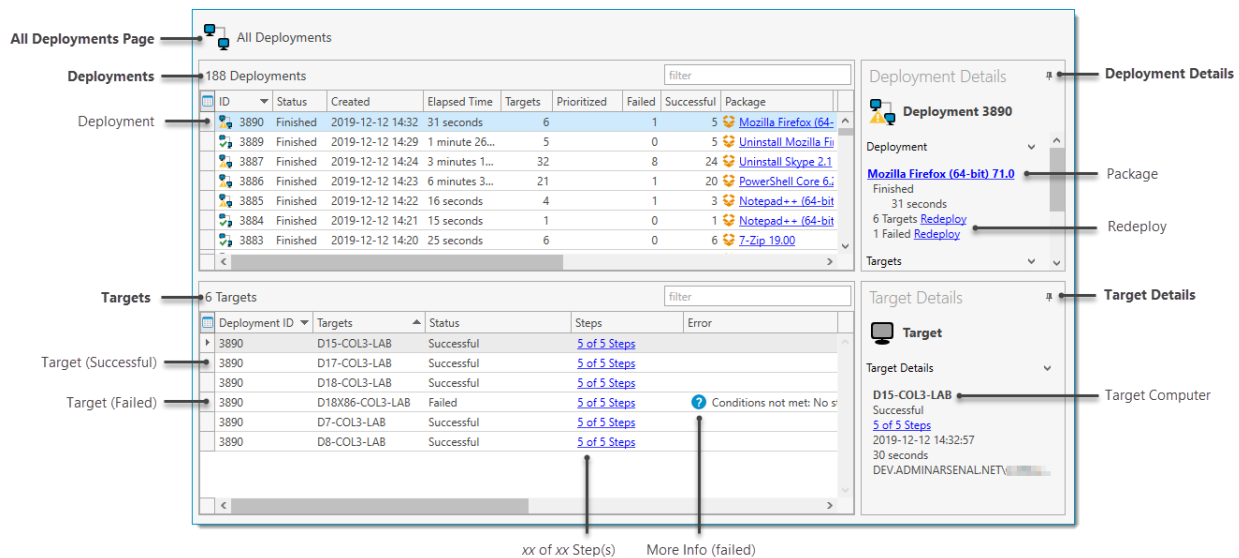 All Deployments Page
All Deployments
Deployments
188 Deployments
filter
ID Status Created Elapsed Time Targets Prioritized Failed Successful Package
Deployment
3890 Finished 2019-12-12 14:32 31 seconds 6 1 5 Mozilla Firefox (64-
3889 Finished 2019-12-12 14:29 1 minute 26... 5 0 5 Uninstall Mozilla Fi
3887 Finished 2019-12-12 14:24 3 minutes 1... 32 8 24 Uninstall Skype 2.1
3886 Finished 2019-12-12 14:23 6 minutes 3... 21 1 20 PowerShell Core 6.
3885 Finished 2019-12-12 14:22 16 seconds 4 1 3 Notepad++ (64-bit
3884 Finished 2019-12-12 14:21 15 seconds 1 0 1 Notepad++ (64-bit
3883 Finished 2019-12-12 14:20 25 seconds 6 0 6 7-Zip 19.00
Deployment Details
Deployment Details
Deployment 3890
Deployment
Mozilla Firefox (64-bit) 71.0
Package
Finished
31 seconds
6 Targets Redeploy
Redeploy
1 Failed Redeploy
Targets
Targets
6 Targets
filter
Deployment ID Targets Status Steps Error
3890 D15-COL3-LAB Successful 5 of 5 Steps
Target (Successful)
3890 D17-COL3-LAB Successful 5 of 5 Steps
3890 D18-COL3-LAB Successful 5 of 5 Steps
Target (Failed)
3890 D18X86-COL3-LAB Failed 5 of 5 Steps ? Conditions not met: No st
3890 D7-COL3-LAB Successful 5 of 5 Steps
3890 D8-COL3-LAB Successful 5 of 5 Steps
Target Details
Target Details
Target
Target Details
D15-COL3-LAB
Target Computer
Successful
5 of 5 Steps
2019-12-12 14:32:57
30 seconds
DEV.ADMINARSENAL.NET\
xx of xx Step(s)
More Info (failed)